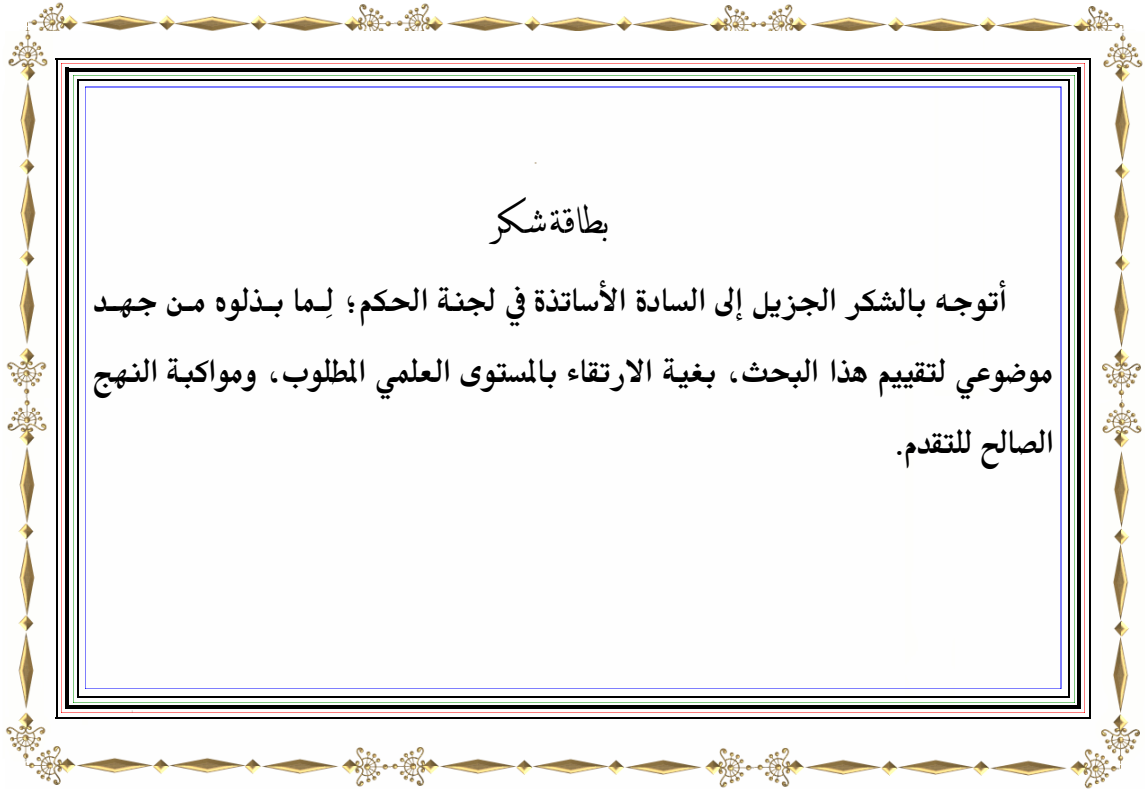 بطاقة شكر
أتوجه بالشكر الجزيل إلى السادة الأساتذة في لجنة الحكم؛ لِما بذلوه من جهد
موضوعي لتقييم هذا البحث، بغية الارتقاء بالمستوى العلمي المطلوب، ومواكبة النهج
الصالح للتقدم.